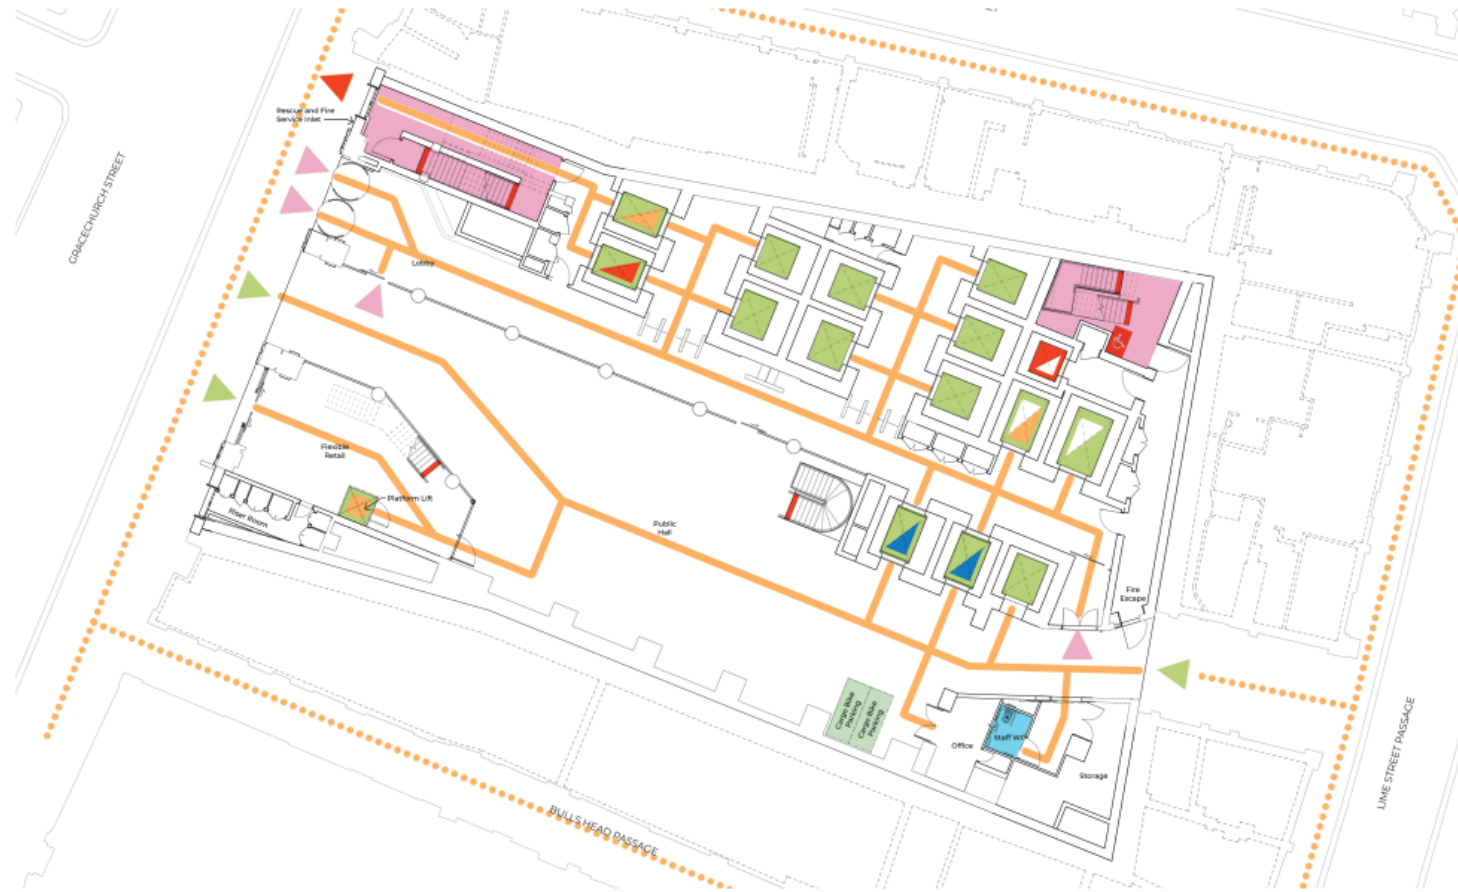 Rescue and Fire
Service Inlet
GRACECHURCH STREET
Lobby
Flexible
Retail
Platform Lift
Riser Room
Public
Hall
Fire
Escape
Cargo Bike
Parking
Cargo Bike
Parking
Office
Staff WC
Storage
LIME STREET PASSAGE
BULLS HEAD PASSAGE